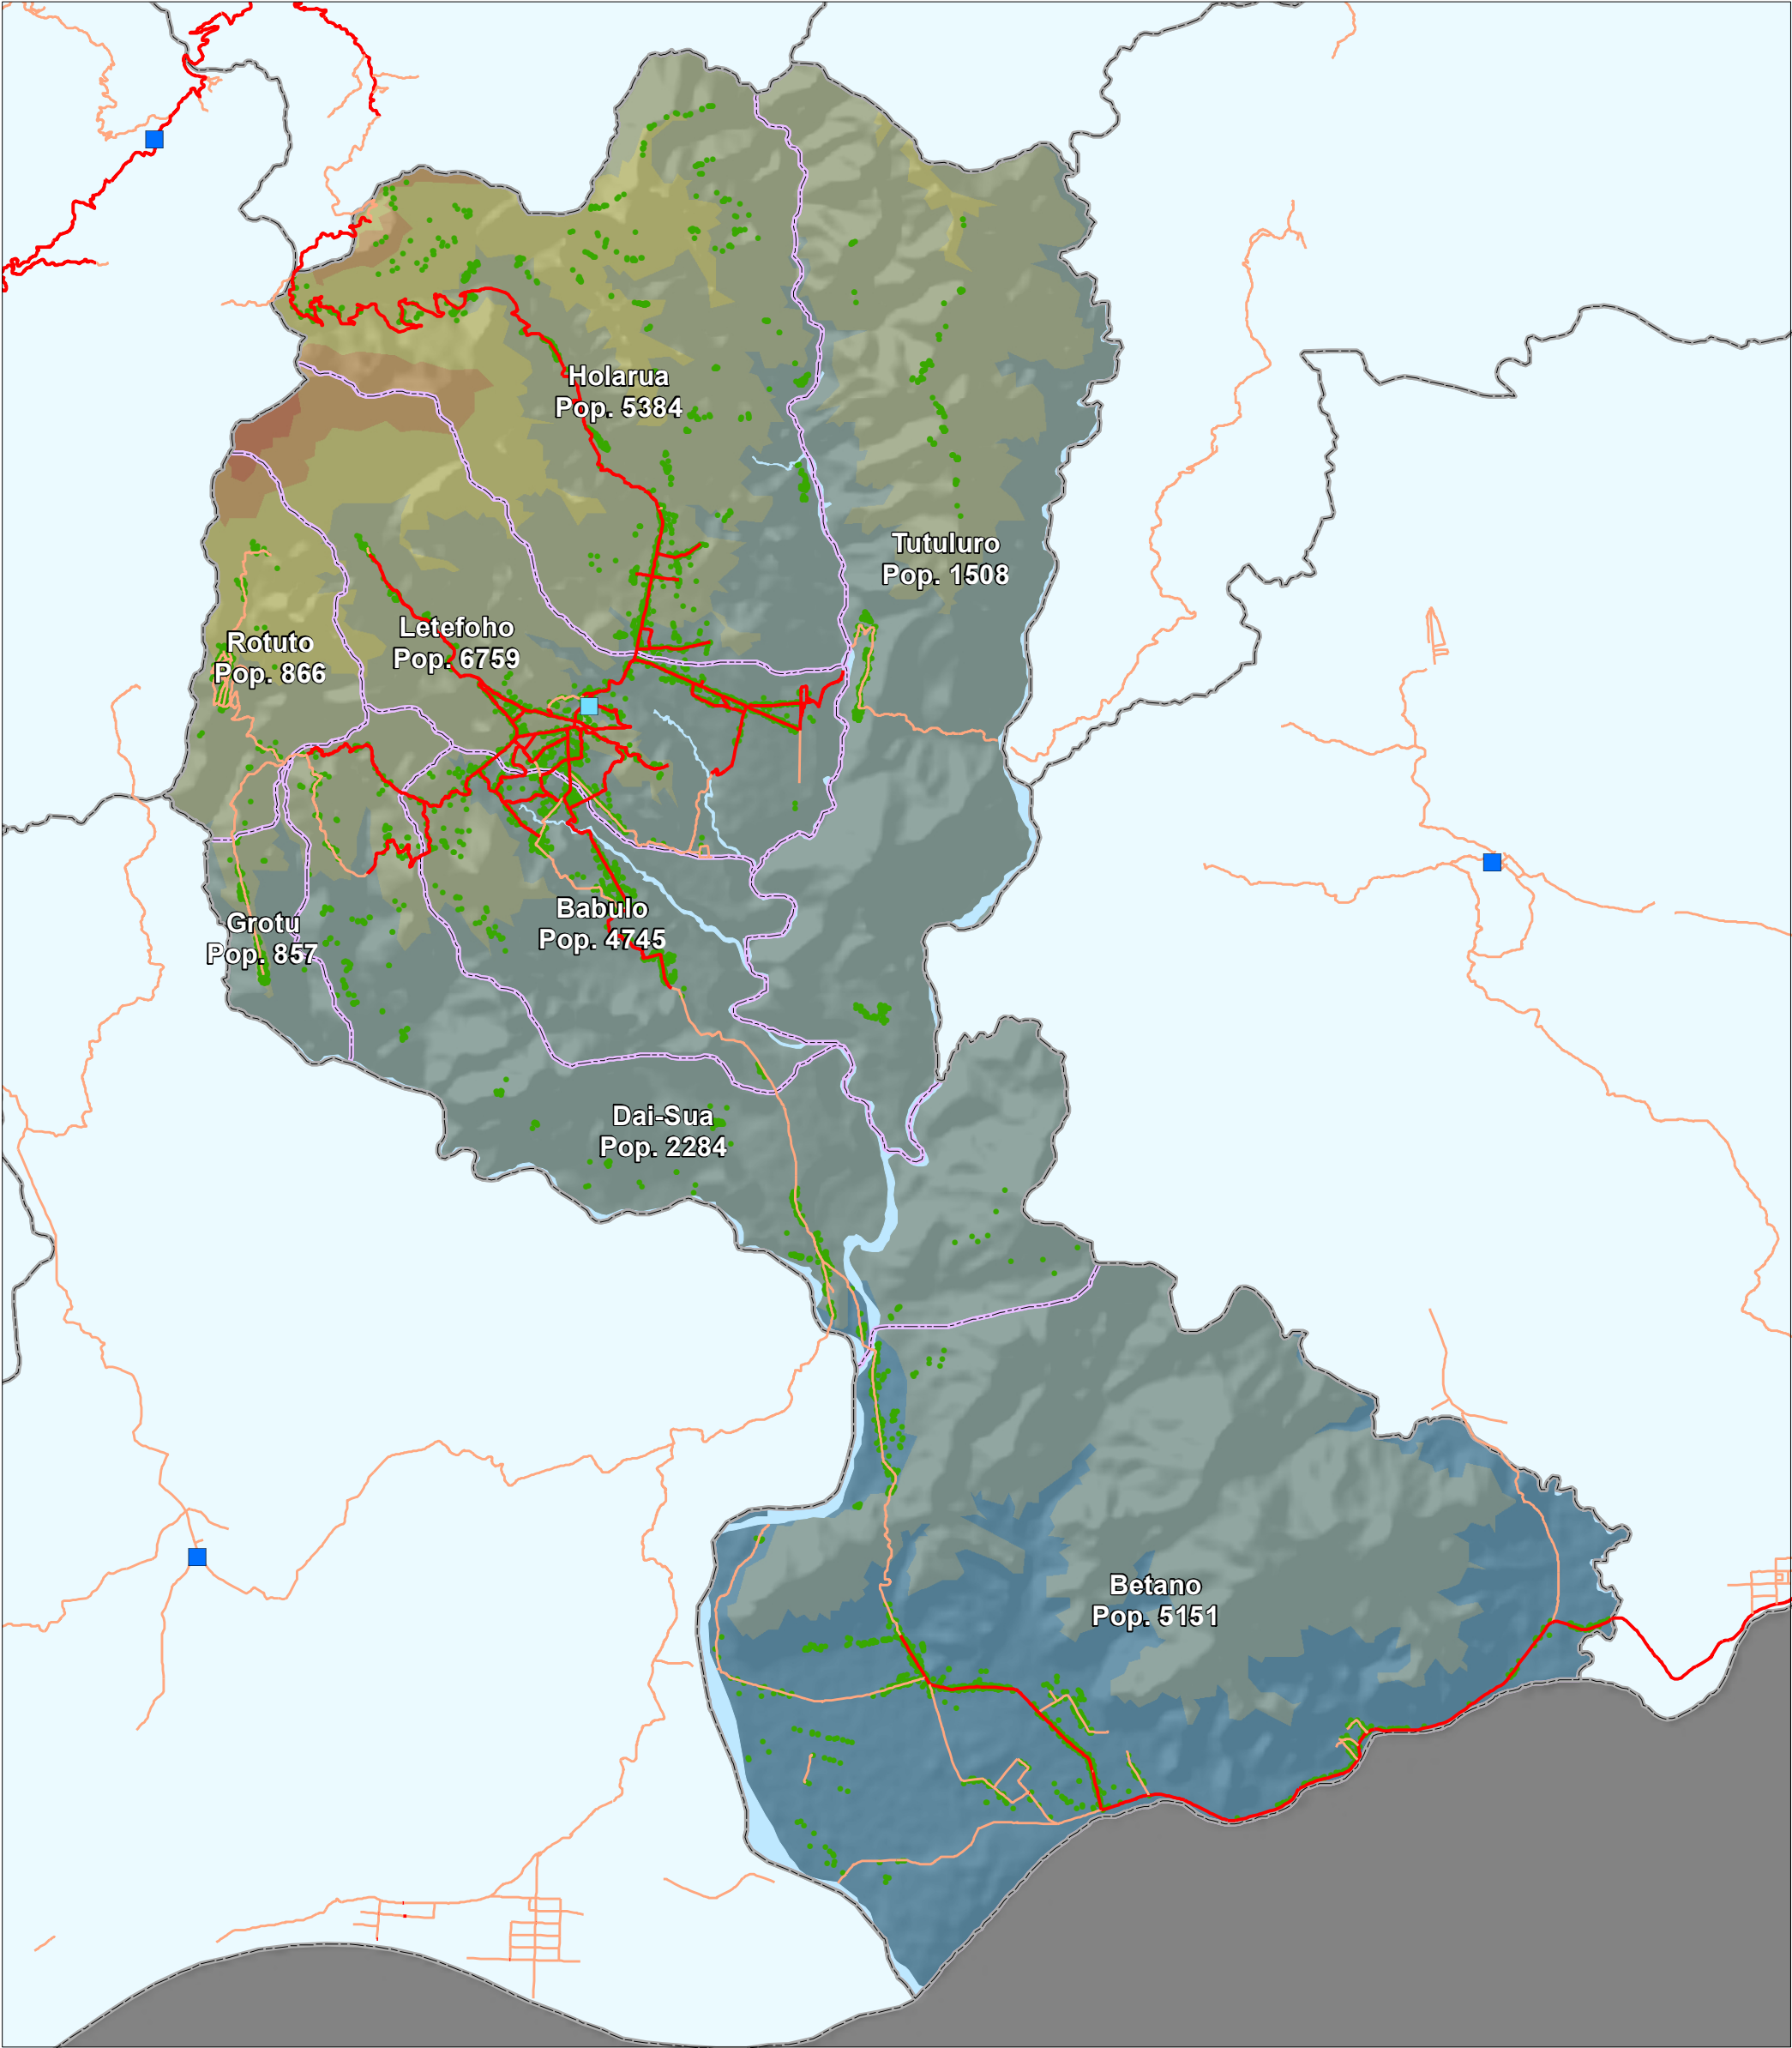 Holarua
Pop. 5384
Tutuluro
Pop. 1508
Letefoho
Pop. 6759
Rotuto
Pop. 866
Babulo
Pop. 4745
Grotu
Pop. 857
Dai-Sua
Pop. 2284
Betano
Pop. 5151